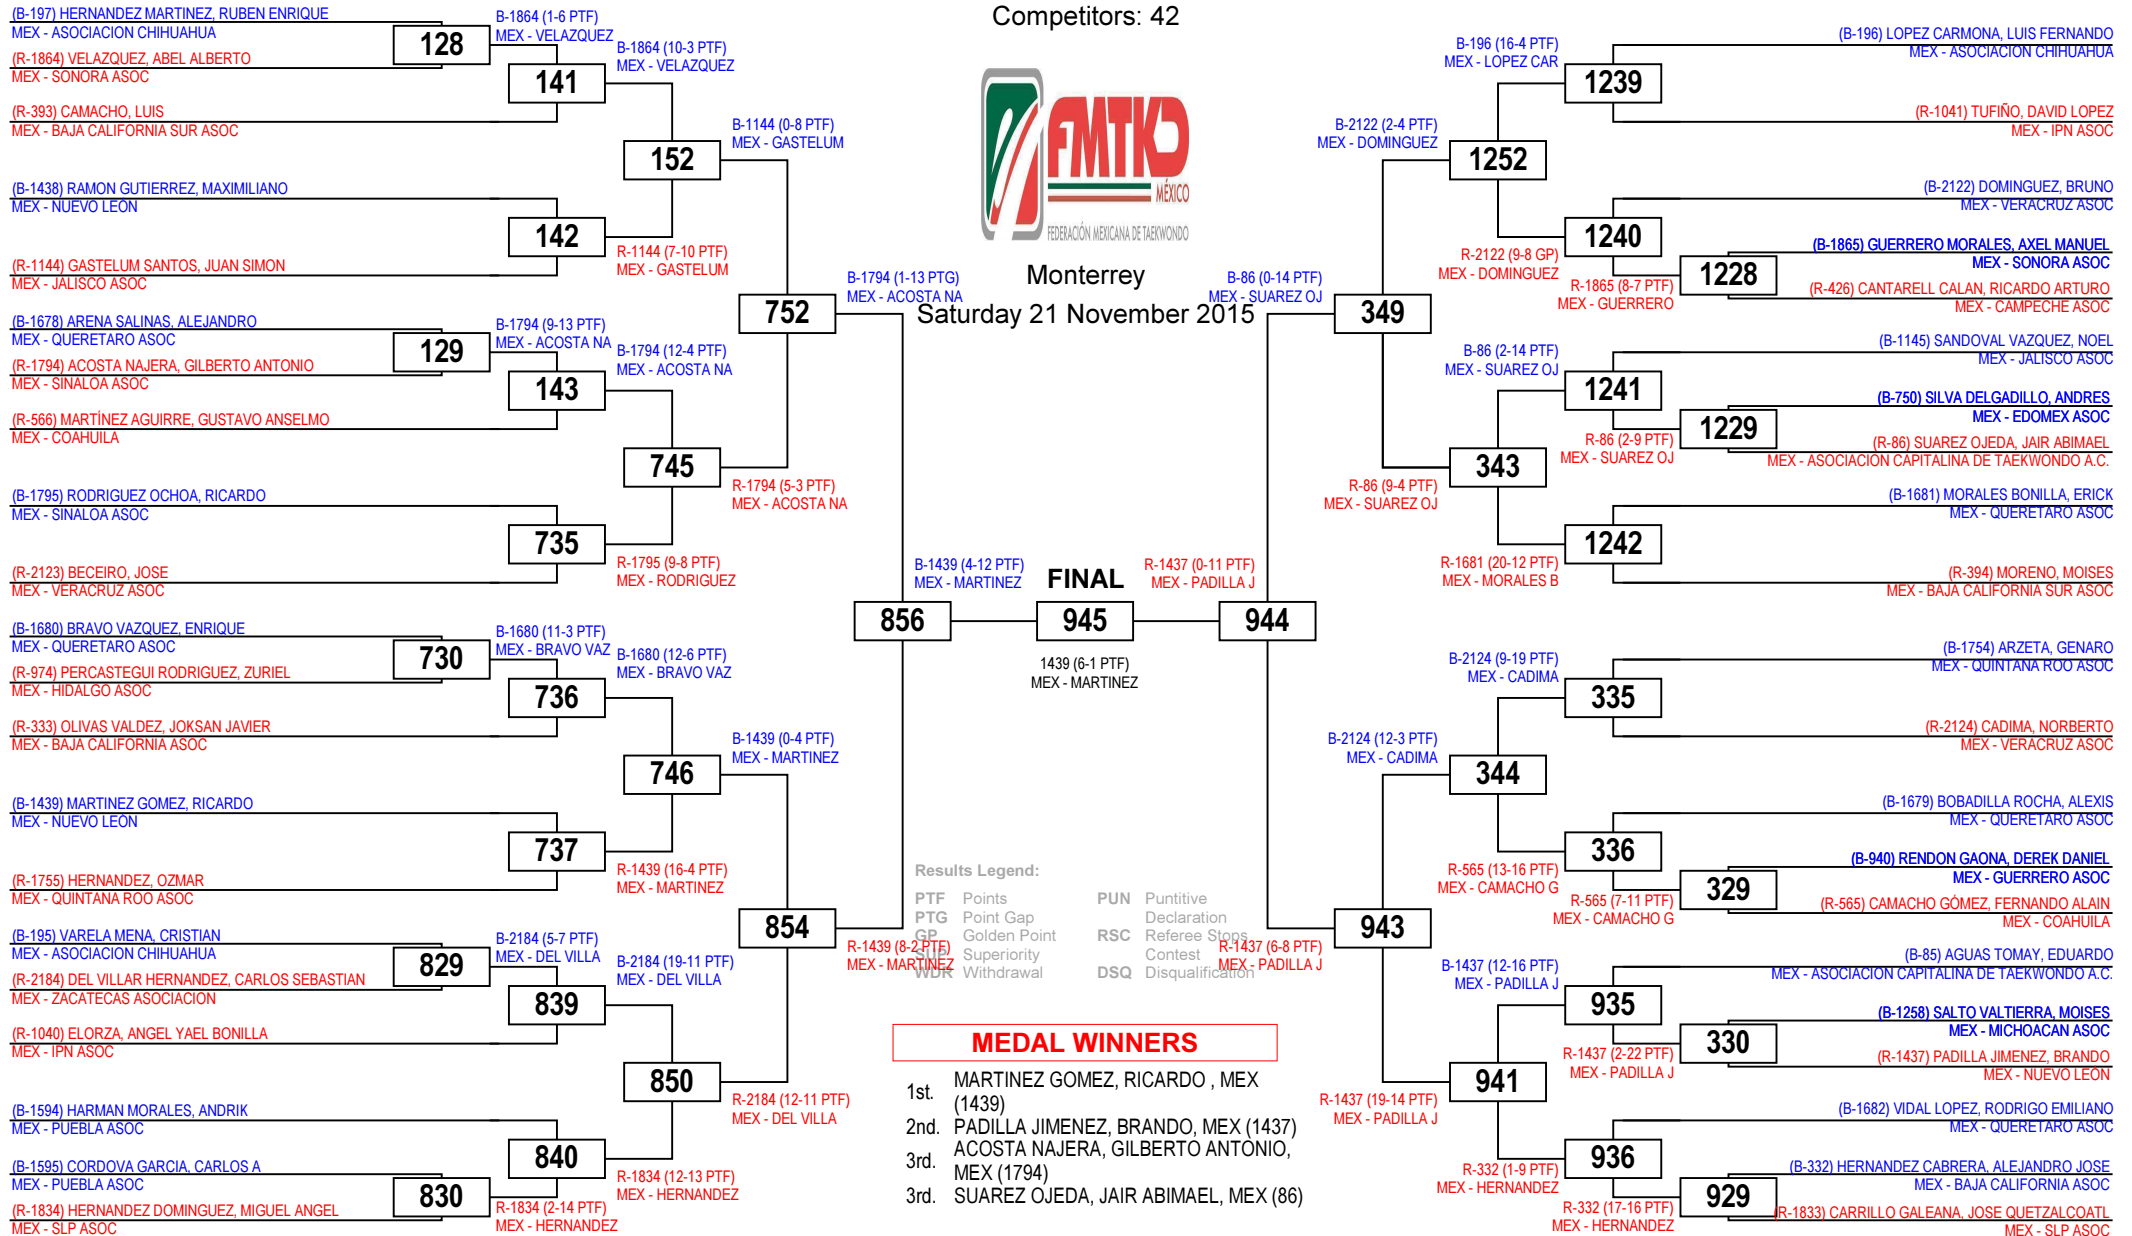 Competitors: 42
FMTKD
MÉXICO
FEDERACIÓN MEXICANA DE TAEKWONDO
Monterrey
Saturday 21 November 2015
(B-197) HERNANDEZ MARTINEZ, RUBEN ENRIQUE
MEX - ASOCIACION CHIHUAHUA
128
(R-1864) VELAZQUEZ, ABEL ALBERTO
MEX - SONORA ASOC
B-1864 (1-6 PTF)
MEX - VELAZQUEZ
141
(R-393) CAMACHO, LUIS
MEX - BAJA CALIFORNIA SUR ASOC
B-1864 (10-3 PTF)
MEX - VELAZQUEZ
152
(B-1438) RAMON GUTIERREZ, MAXIMILIANO
MEX - NUEVO LEÓN
142
(R-1144) GASTELUM SANTOS, JUAN SIMON
MEX - JALISCO ASOC
R-1144 (7-10 PTF)
MEX - GASTELUM
B-1144 (0-8 PTF)
MEX - GASTELUM
752
(B-1678) ARENA SALINAS, ALEJANDRO
MEX - QUERETARO ASOC
129
(R-1794) ACOSTA NAJERA, GILBERTO ANTONIO
MEX - SINALOA ASOC
B-1794 (9-13 PTF)
MEX - ACOSTA NA
143
(R-566) MARTÍNEZ AGUIRRE, GUSTAVO ANSELMO
MEX - COAHUILA
B-1794 (12-4 PTF)
MEX - ACOSTA NA
745
(B-1795) RODRIGUEZ OCHOA, RICARDO
MEX - SINALOA ASOC
735
(R-2123) BECEIRO, JOSE
MEX - VERACRUZ ASOC
R-1795 (9-8 PTF)
MEX - RODRIGUEZ
R-1794 (5-3 PTF)
MEX - ACOSTA NA
B-1794 (1-13 PTG)
MEX - ACOSTA NA
856
(B-1680) BRAVO VAZQUEZ, ENRIQUE
MEX - QUERETARO ASOC
730
(R-974) PERCASTEGUI RODRIGUEZ, ZURIEL
MEX - HIDALGO ASOC
B-1680 (11-3 PTF)
MEX - BRAVO VAZ
736
(R-333) OLIVAS VALDEZ, JOKSAN JAVIER
MEX - BAJA CALIFORNIA ASOC
B-1680 (12-6 PTF)
MEX - BRAVO VAZ
746
(B-1439) MARTINEZ GOMEZ, RICARDO
MEX - NUEVO LEÓN
737
(R-1755) HERNANDEZ, OZMAR
MEX - QUINTANA ROO ASOC
R-1439 (16-4 PTF)
MEX - MARTINEZ
B-1439 (0-4 PTF)
MEX - MARTINEZ
854
(B-195) VARELA MENA, CRISTIAN
MEX - ASOCIACION CHIHUAHUA
829
(R-2184) DEL VILLAR HERNANDEZ, CARLOS SEBASTIAN
MEX - ZACATECAS ASOCIACION
B-2184 (5-7 PTF)
MEX - DEL VILLA
839
(R-1040) ELORZA, ANGEL YAEL BONILLA
MEX - IPN ASOC
B-2184 (19-11 PTF)
MEX - DEL VILLA
850
(B-1594) HARMAN MORALES, ANDRIK
MEX - PUEBLA ASOC
840
(B-1595) CORDOVA GARCIA, CARLOS A
MEX - PUEBLA ASOC
830
(R-1834) HERNANDEZ DOMINGUEZ, MIGUEL ANGEL
MEX - SLP ASOC
R-1834 (2-14 PTF)
MEX - HERNANDEZ
R-1834 (12-13 PTF)
MEX - HERNANDEZ
R-2184 (12-11 PTF)
MEX - DEL VILLA
R-1439 (8-2 PTF)
MEX - MARTINEZ
B-1439 (4-12 PTF)
MEX - MARTINEZ
FINAL
945
1439 (6-1 PTF)
MEX - MARTINEZ
R-1437 (0-11 PTF)
MEX - PADILLA J
944
B-86 (0-14 PTF)
MEX - SUAREZ OJ
349
B-2122 (2-4 PTF)
MEX - DOMINGUEZ
1252
B-196 (16-4 PTF)
MEX - LOPEZ CAR
1239
(B-196) LOPEZ CARMONA, LUIS FERNANDO
MEX - ASOCIACION CHIHUAHUA
(R-1041) TUFIÑO, DAVID LOPEZ
MEX - IPN ASOC
R-2122 (9-8 GP)
MEX - DOMINGUEZ
1240
(B-2122) DOMINGUEZ, BRUNO
MEX - VERACRUZ ASOC
R-1865 (8-7 PTF)
MEX - GUERRERO
1228
(B-1865) GUERRERO MORALES, AXEL MANUEL
MEX - SONORA ASOC
(R-426) CANTARELL CALAN, RICARDO ARTURO
MEX - CAMPECHE ASOC
R-86 (9-4 PTF)
MEX - SUAREZ OJ
343
B-86 (2-14 PTF)
MEX - SUAREZ OJ
1241
(B-1145) SANDOVAL VAZQUEZ, NOEL
MEX - JALISCO ASOC
R-86 (2-9 PTF)
MEX - SUAREZ OJ
1229
(B-750) SILVA DELGADILLO, ANDRES
MEX - EDOMEX ASOC
(R-86) SUAREZ OJEDA, JAIR ABIMAEL
MEX - ASOCIACION CAPITALINA DE TAEKWONDO A.C.
R-1681 (20-12 PTF)
MEX - MORALES B
1242
(B-1681) MORALES BONILLA, ERICK
MEX - QUERETARO ASOC
(R-394) MORENO, MOISES
MEX - BAJA CALIFORNIA SUR ASOC
R-1437 (6-8 PTF)
MEX - PADILLA J
943
B-2124 (12-3 PTF)
MEX - CADIMA
344
B-2124 (9-19 PTF)
MEX - CADIMA
335
(B-1754) ARZETA, GENARO
MEX - QUINTANA ROO ASOC
(R-2124) CADIMA, NORBERTO
MEX - VERACRUZ ASOC
R-565 (13-16 PTF)
MEX - CAMACHO G
336
(B-1679) BOBADILLA ROCHA, ALEXIS
MEX - QUERETARO ASOC
R-565 (7-11 PTF)
MEX - CAMACHO G
329
(B-940) RENDON GAONA, DEREK DANIEL
MEX - GUERRERO ASOC
(R-565) CAMACHO GÓMEZ, FERNANDO ALAIN
MEX - COAHUILA
R-1437 (19-14 PTF)
MEX - PADILLA J
941
B-1437 (12-16 PTF)
MEX - PADILLA J
935
(B-85) AGUAS TOMAY, EDUARDO
MEX - ASOCIACION CAPITALINA DE TAEKWONDO A.C.
R-1437 (2-22 PTF)
MEX - PADILLA J
330
(B-1258) SALTO VALTIERRA, MOISES
MEX - MICHOACAN ASOC
(R-1437) PADILLA JIMENEZ, BRANDO
MEX - NUEVO LEÓN
R-332 (1-9 PTF)
MEX - HERNANDEZ
936
(B-1682) VIDAL LOPEZ, RODRIGO EMILIANO
MEX - QUERETARO ASOC
R-332 (17-16 PTF)
MEX - HERNANDEZ
929
(B-332) HERNANDEZ CABRERA, ALEJANDRO JOSE
MEX - BAJA CALIFORNIA ASOC
(R-1833) CARRILLO GALEANA, JOSE QUETZALCOATL
MEX - SLP ASOC
Results Legend:
PTF Points
PTG Point Gap
GP Golden Point
SUP Superiority
WDR Withdrawal
PUN Puntitive
Declaration
RSC Referee Stops
Contest
DSQ Disqualification
MEDAL WINNERS
1st. MARTINEZ GOMEZ, RICARDO , MEX
(1439)
2nd. PADILLA JIMENEZ, BRANDO, MEX (1437)
3rd. ACOSTA NAJERA, GILBERTO ANTONIO,
MEX (1794)
3rd. SUAREZ OJEDA, JAIR ABIMAEL, MEX (86)